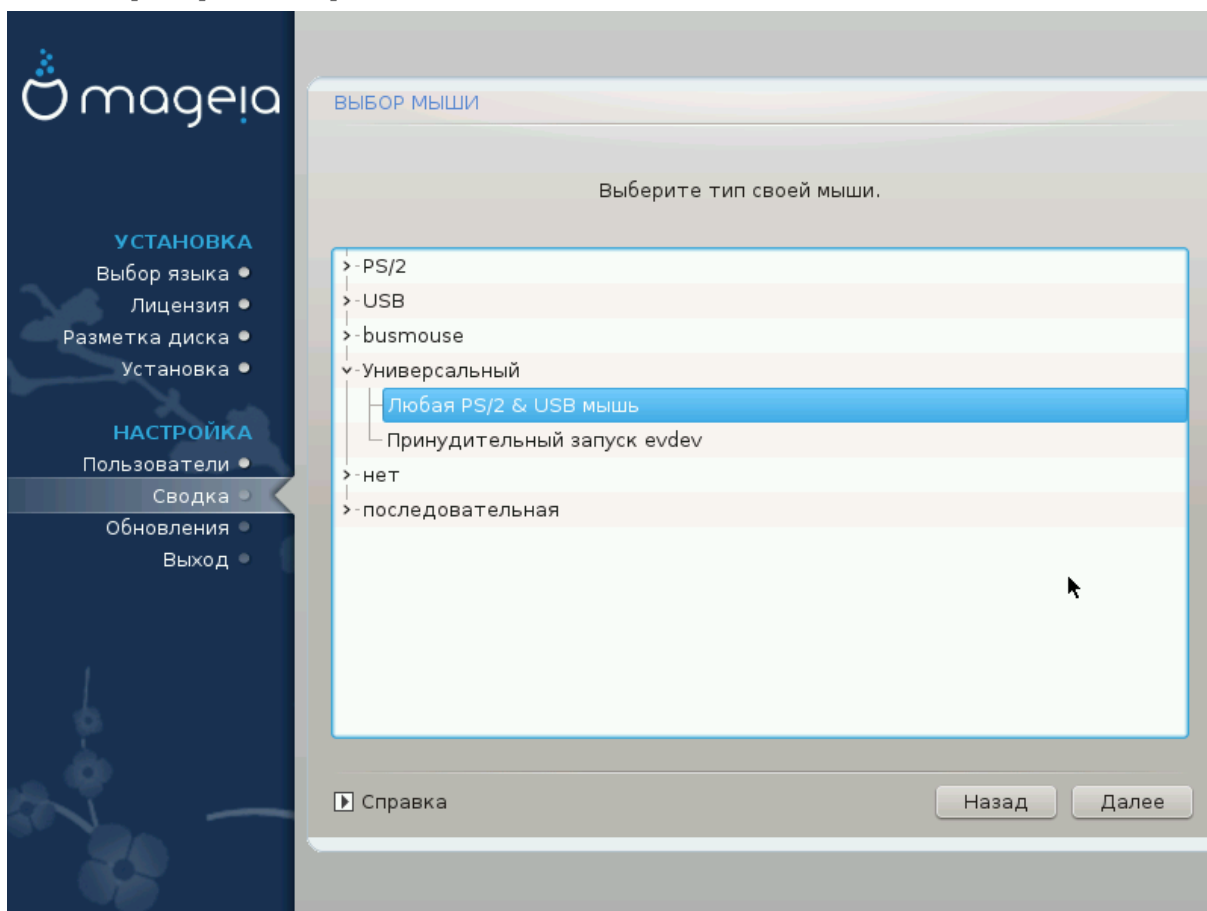 mageia
УСТАНОВКА
Выбор языка
Лицензия
Разметка диска
Установка
НАСТРОЙКА
Пользователи
Сводка
Обновления
Выход
ВЫБОР МЫШИ
Выберите тип своей мыши.
PS/2
USB
busmouse
Универсальный
Любая PS/2 & USB мышь
Принудительный запуск evdev
нет
последовательная
Справка
Назад
Далее